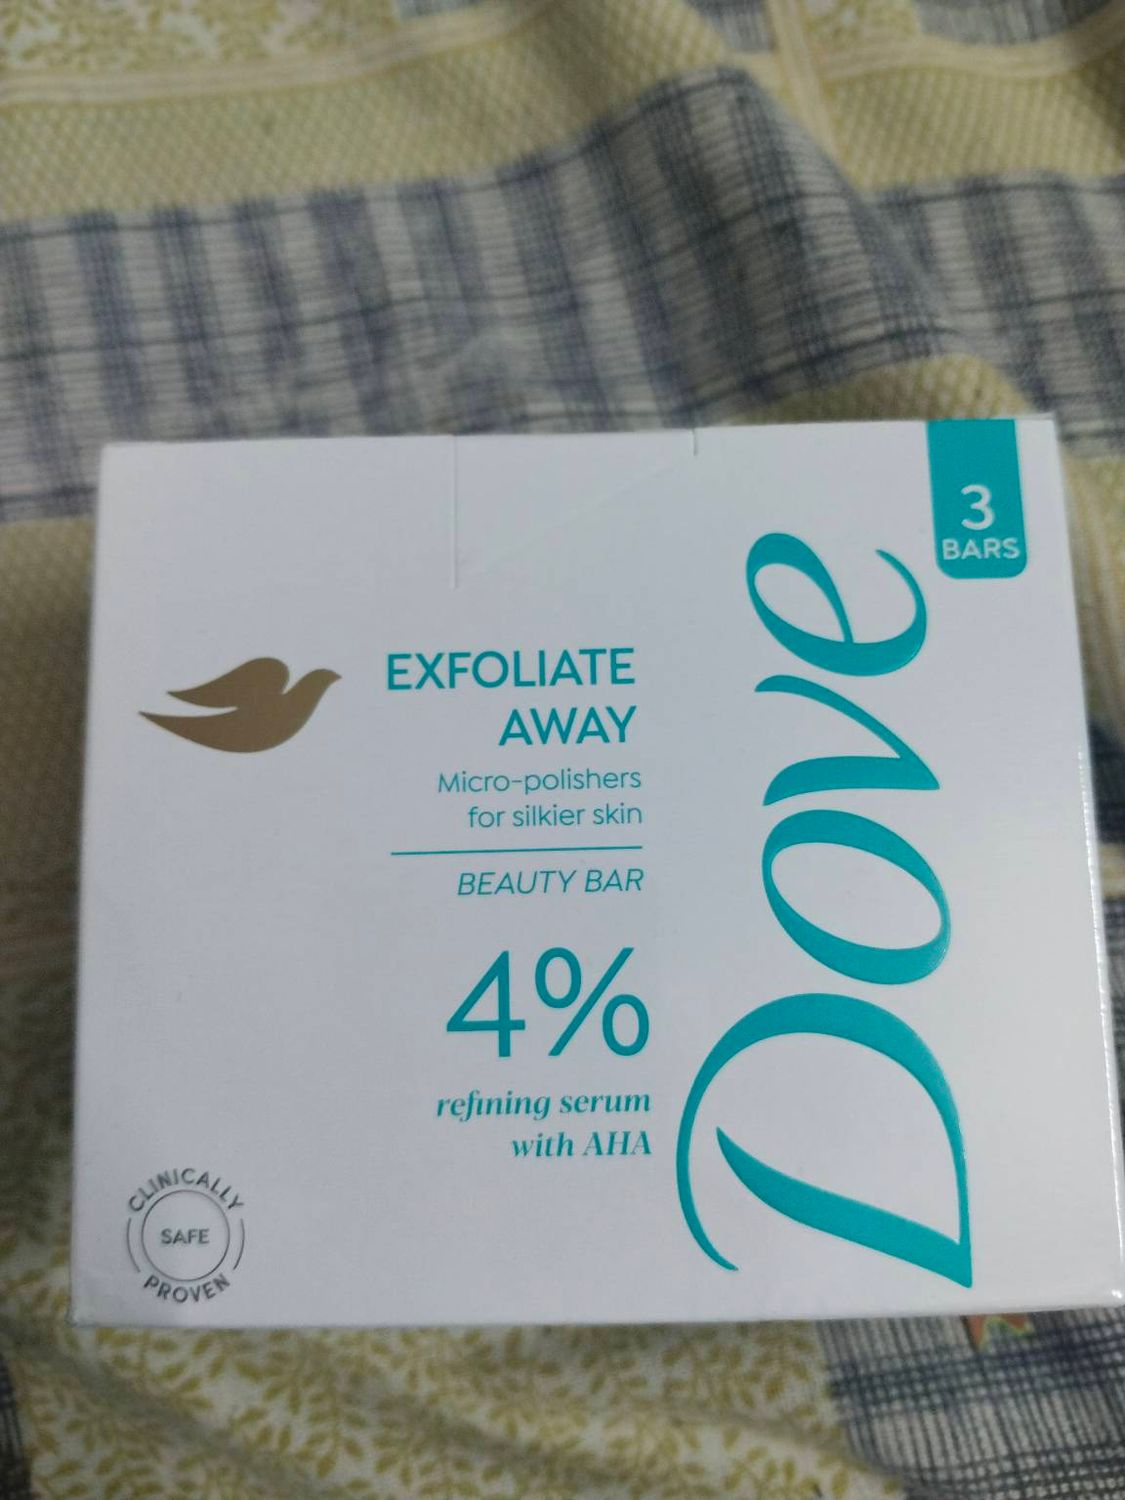 3
BARS
Dove
EXFOLIATE
AWAY
Micro-polishers
for silkier skin
BEAUTY BAR
4%
refining serum
with AHA
CLINICALLY
SAFE
PROVEN